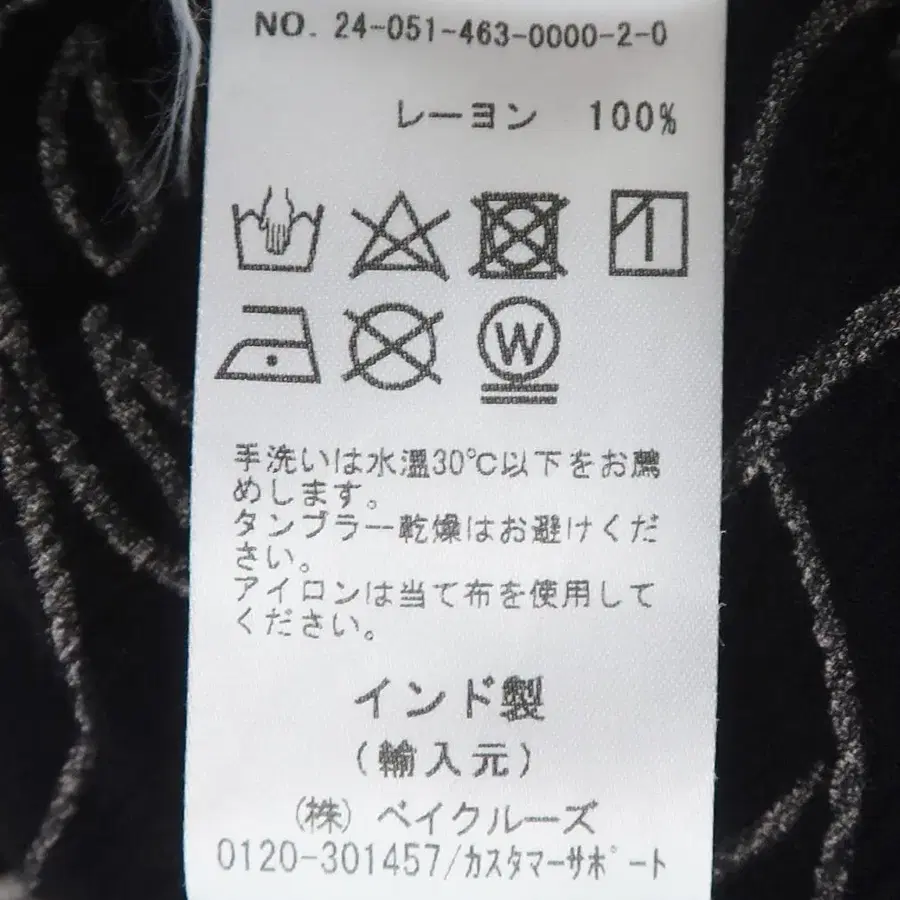 NO. 24-051-463-0000-2-0
レーヨン 100%
W
手洗いは水温30℃以下をお薦
めします。
タンブラー乾燥はお避けくだ
さい。
アイロンは当て布を使用して
ください。
インド製
(輸入元)
(株) ベイクルーズ
0120-301457/カスタマーサポート